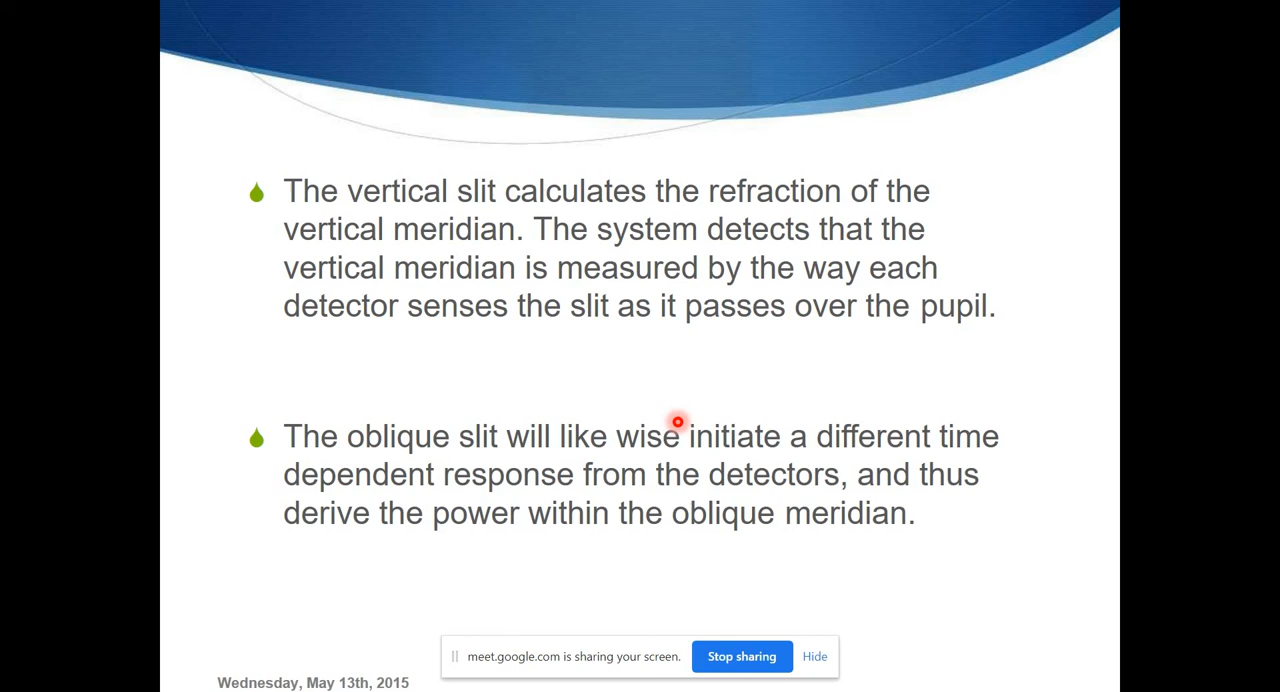 The vertical slit calculates the refraction of the
vertical meridian. The system detects that the
vertical meridian is measured by the way each
detector senses the slit as it passes over the pupil.
The oblique slit will like wise initiate a different time
dependent response from the detectors, and thus
derive the power within the oblique meridian.
meet.google.com is sharing your screen. Stop sharing Hide
Wednesday, May 13th, 2015